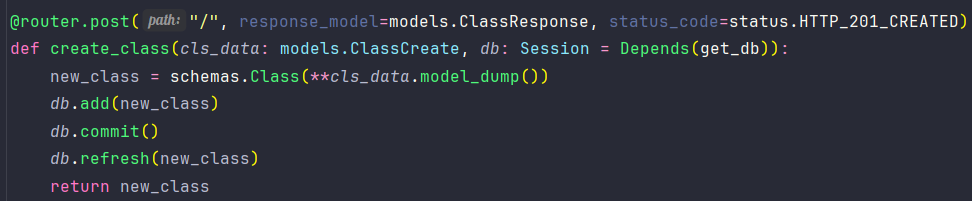 @router.post( path: "/", response_model=models.ClassResponse, status_code=status.HTTP_201_CREATED)
def create_class(cls_data: models.ClassCreate, db: Session = Depends(get_db)):
    new_class = schemas.Class(**cls_data.model_dump())
    db.add(new_class)
    db.commit()
    db.refresh(new_class)
    return new_class